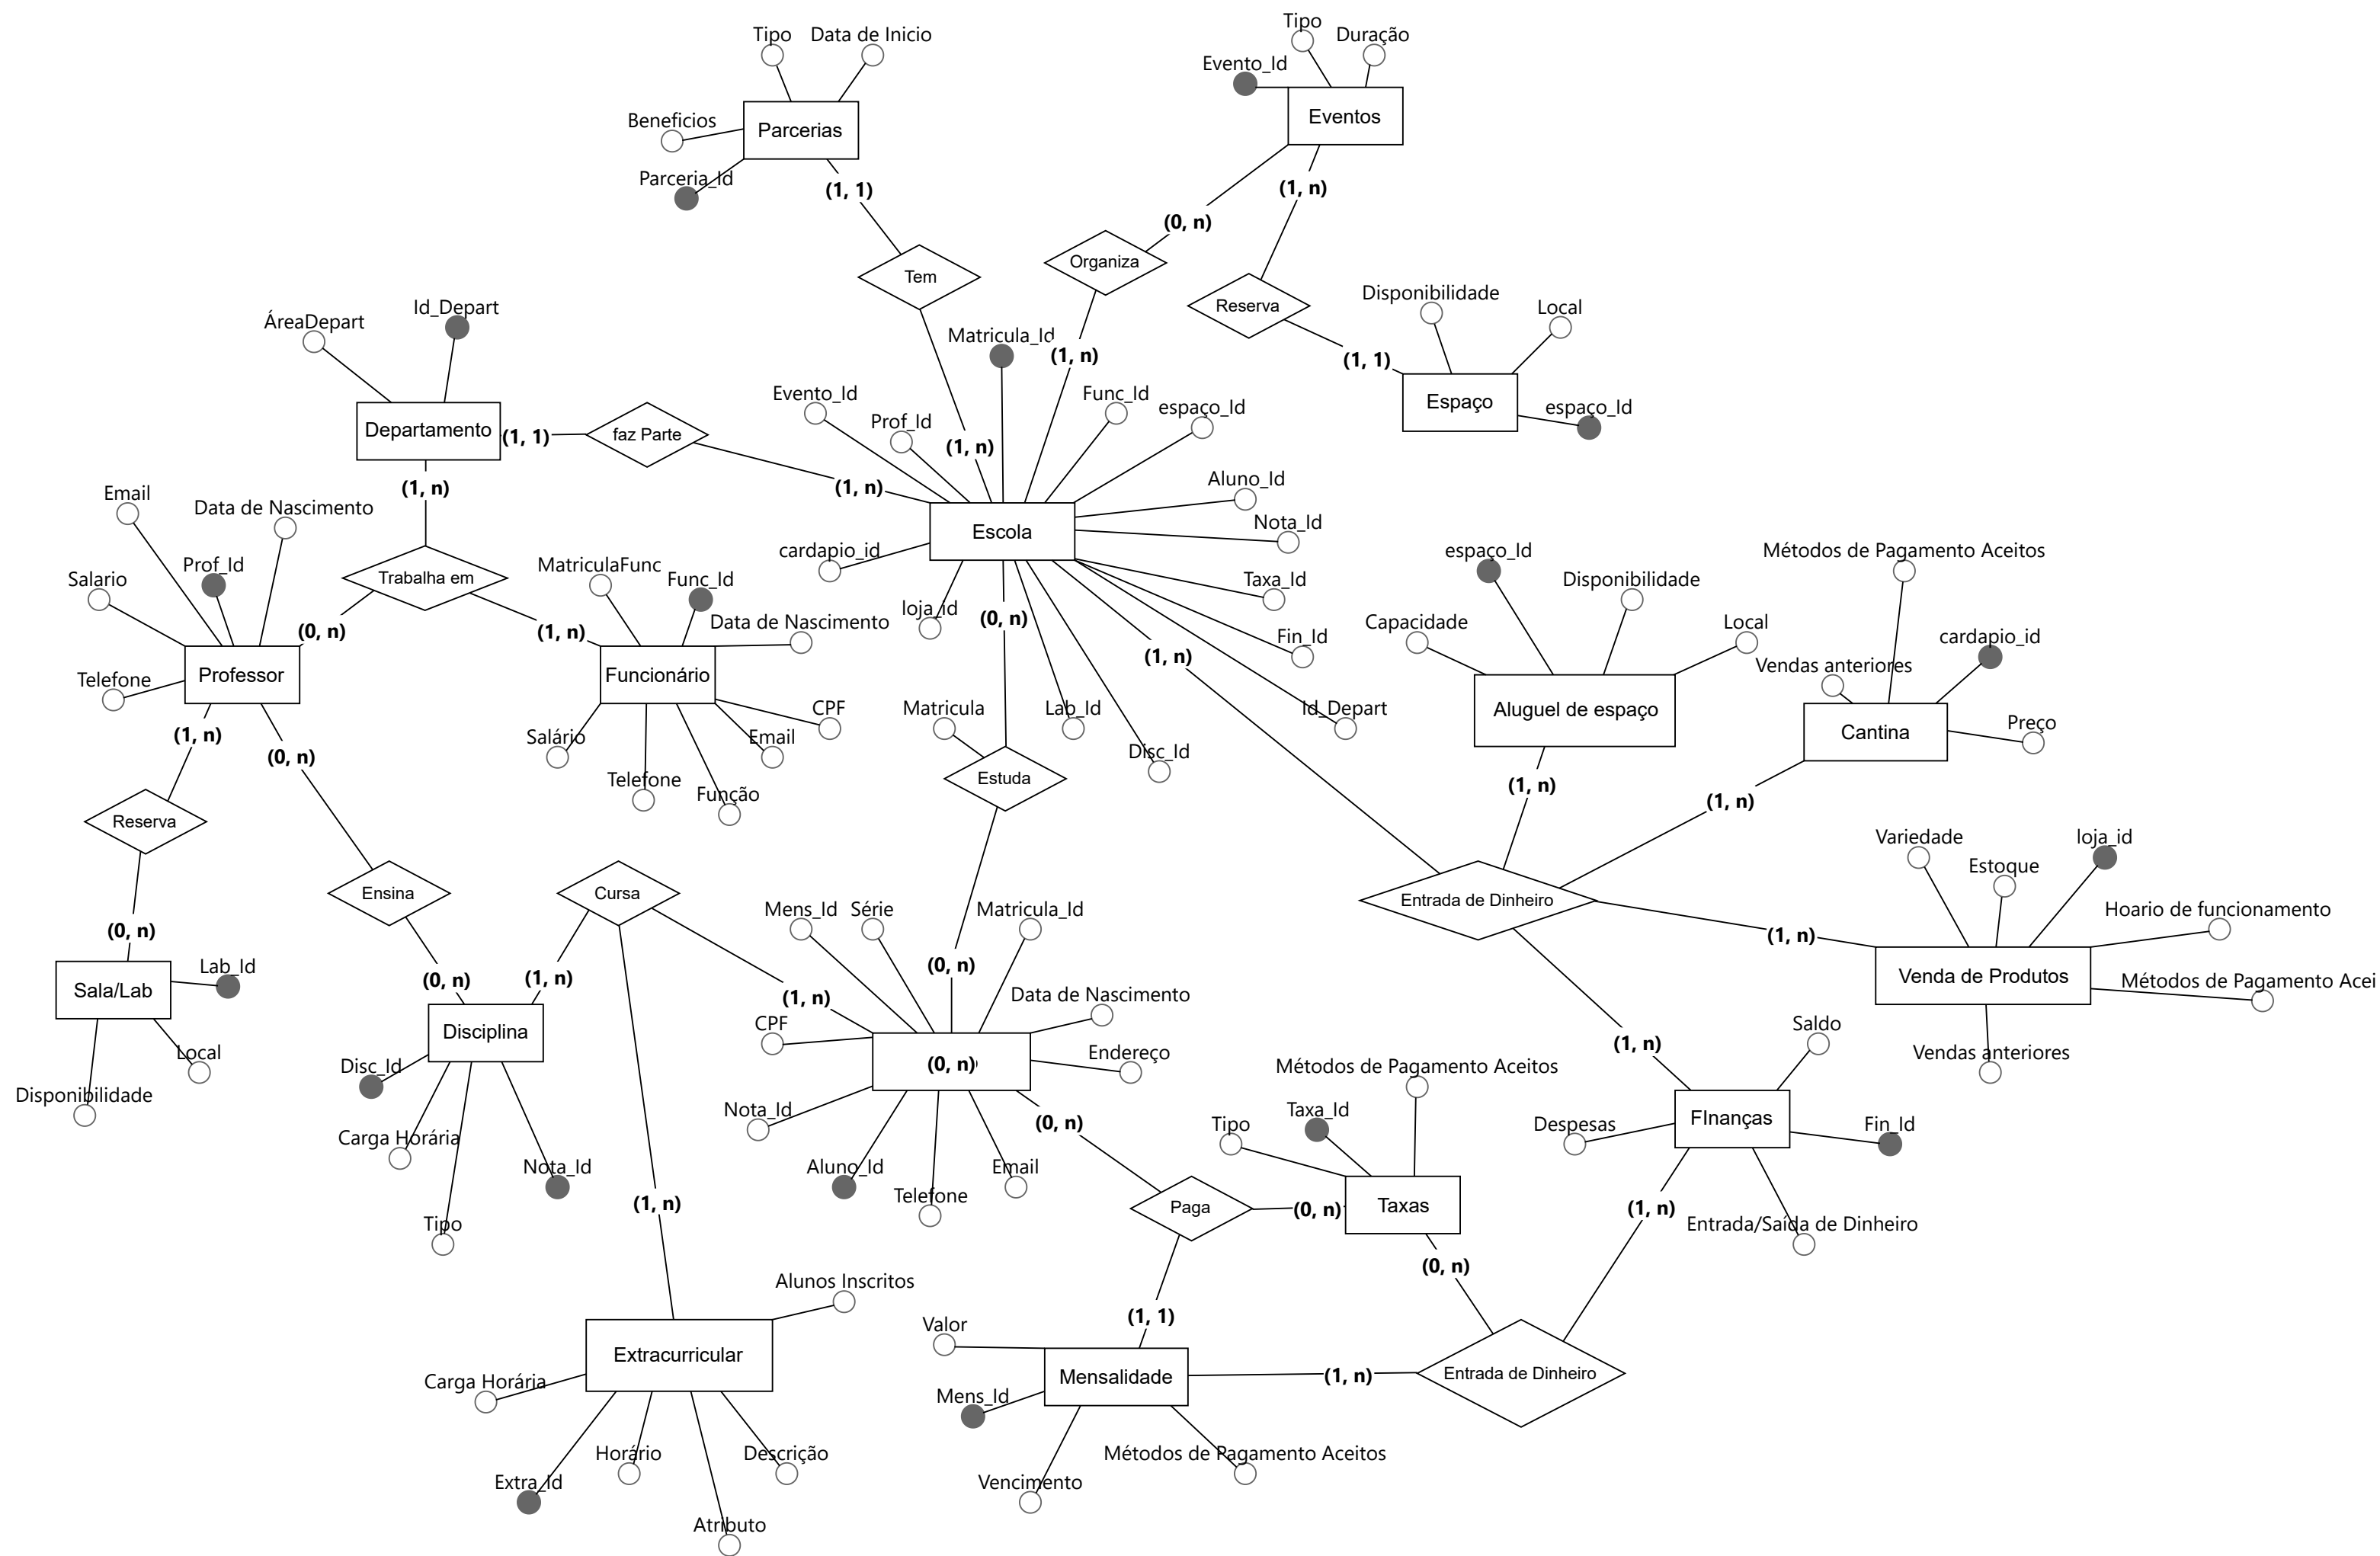 Tipo
Data de Inicio
Beneficios
Parcerias
Parceria_Id
(1, 1)
Tem
Tipo
Duração
Evento_Id
Eventos
(0, n)
(1, n)
Organiza
Reserva
Disponibilidade
Local
(1, 1)
Espaço
espaço_Id
Id_Depart
ÁreaDepart
Departamento
(1, 1)
faz Parte
(1, n)
(1, n)
Matricula_Id
(1, n)
Evento_Id
Prof_Id
Func_Id
espaço_Id
(1, n)
Aluno_Id
Nota_Id
Escola
cardapio_id
loja_id
(0, n)
Taxa_Id
Fin_Id
(1, n)
Id_Depart
Lab_Id
Disc_Id
Email
Data de Nascimento
Prof_Id
Salario
Telefone
Professor
(0, n)
Trabalha em
(1, n)
MatriculaFunc
Func_Id
Data de Nascimento
Funcionário
CPF
Email
Salário
Telefone
Função
(1, n)
(0, n)
Reserva
Ensina
(0, n)
(0, n)
Sala/Lab
Lab_Id
Local
Disponibilidade
Disciplina
Disc_Id
Carga Horária
Tipo
Nota_Id
Cursa
(1, n)
(1, n)
(1, n)
Matricula
Estuda
(0, n)
Mens_Id
Série
Matricula_Id
CPF
Data de Nascimento
Endereço
(0, n)
Nota_Id
Aluno_Id
Telefone
Email
(0, n)
Paga
(0, n)
(1, 1)
Métodos de Pagamento Aceitos
Taxa_Id
Tipo
Taxas
(0, n)
espaço_Id
Disponibilidade
Capacidade
Local
Aluguel de espaço
(1, n)
Métodos de Pagamento Aceitos
cardapio_id
Vendas anteriores
Preço
Cantina
(1, n)
Entrada de Dinheiro
(1, n)
Variedade
Estoque
loja_id
Hoario de funcionamento
Venda de Produtos
Métodos de Pagamento Acei
Vendas anteriores
(1, n)
Saldo
FInanças
Despesas
Fin_Id
Entrada/Saída de Dinheiro
(1, n)
Entrada de Dinheiro
(1, n)
Valor
Mensalidade
Mens_Id
Vencimento
Métodos de Pagamento Aceitos
Alunos Inscritos
Extracurricular
Carga Horária
Extra_Id
Horário
Descrição
Atributo